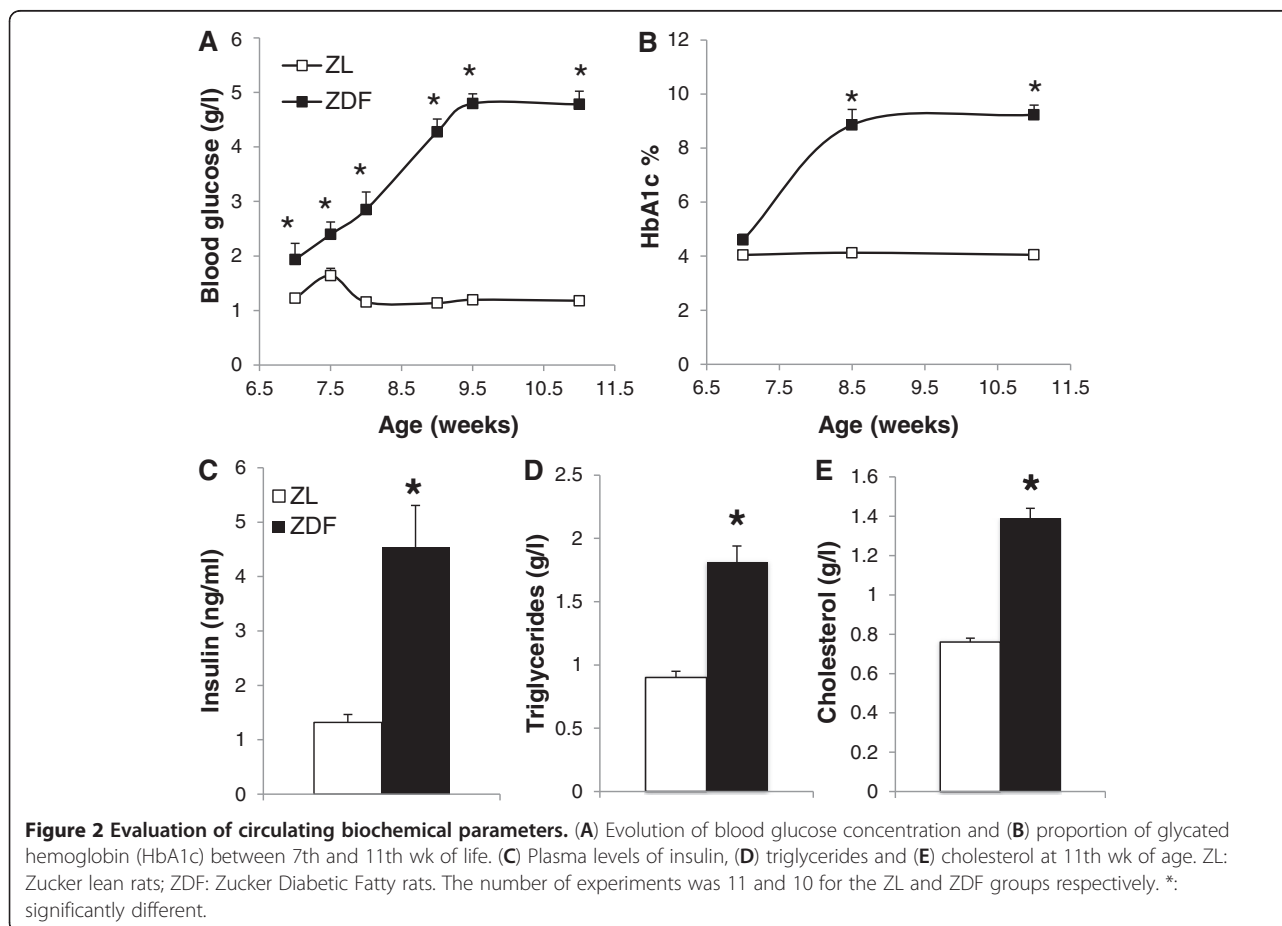 A
6
5
4
3
2
1
0
Blood glucose (g/l)
ZL
ZDF
*
*
*
*
*
*
6.5 7.5 8.5 9.5 10.5 11.5
Age (weeks)
B
12
10
8
6
4
2
0
HbA1c %
*
*
6.5 7.5 8.5 9.5 10.5 11.5
Age (weeks)
C
6
5
4
3
2
1
0
Insulin (ng/ml)
ZL
ZDF
*
D
2.5
2
1.5
1
0.5
0
Triglycerides (g/l)
*
E
1.6
1.4
1.2
1
0.8
0.6
0.4
0.2
0
Cholesterol (g/l)
*
Figure 2 Evaluation of circulating biochemical parameters. (A) Evolution of blood glucose concentration and (B) proportion of glycated
hemoglobin (HbA1c) between 7th and 11th wk of life. (C) Plasma levels of insulin, (D) triglycerides and (E) cholesterol at 11th wk of age. ZL:
Zucker lean rats; ZDF: Zucker Diabetic Fatty rats. The number of experiments was 11 and 10 for the ZL and ZDF groups respectively. *:
significantly different.